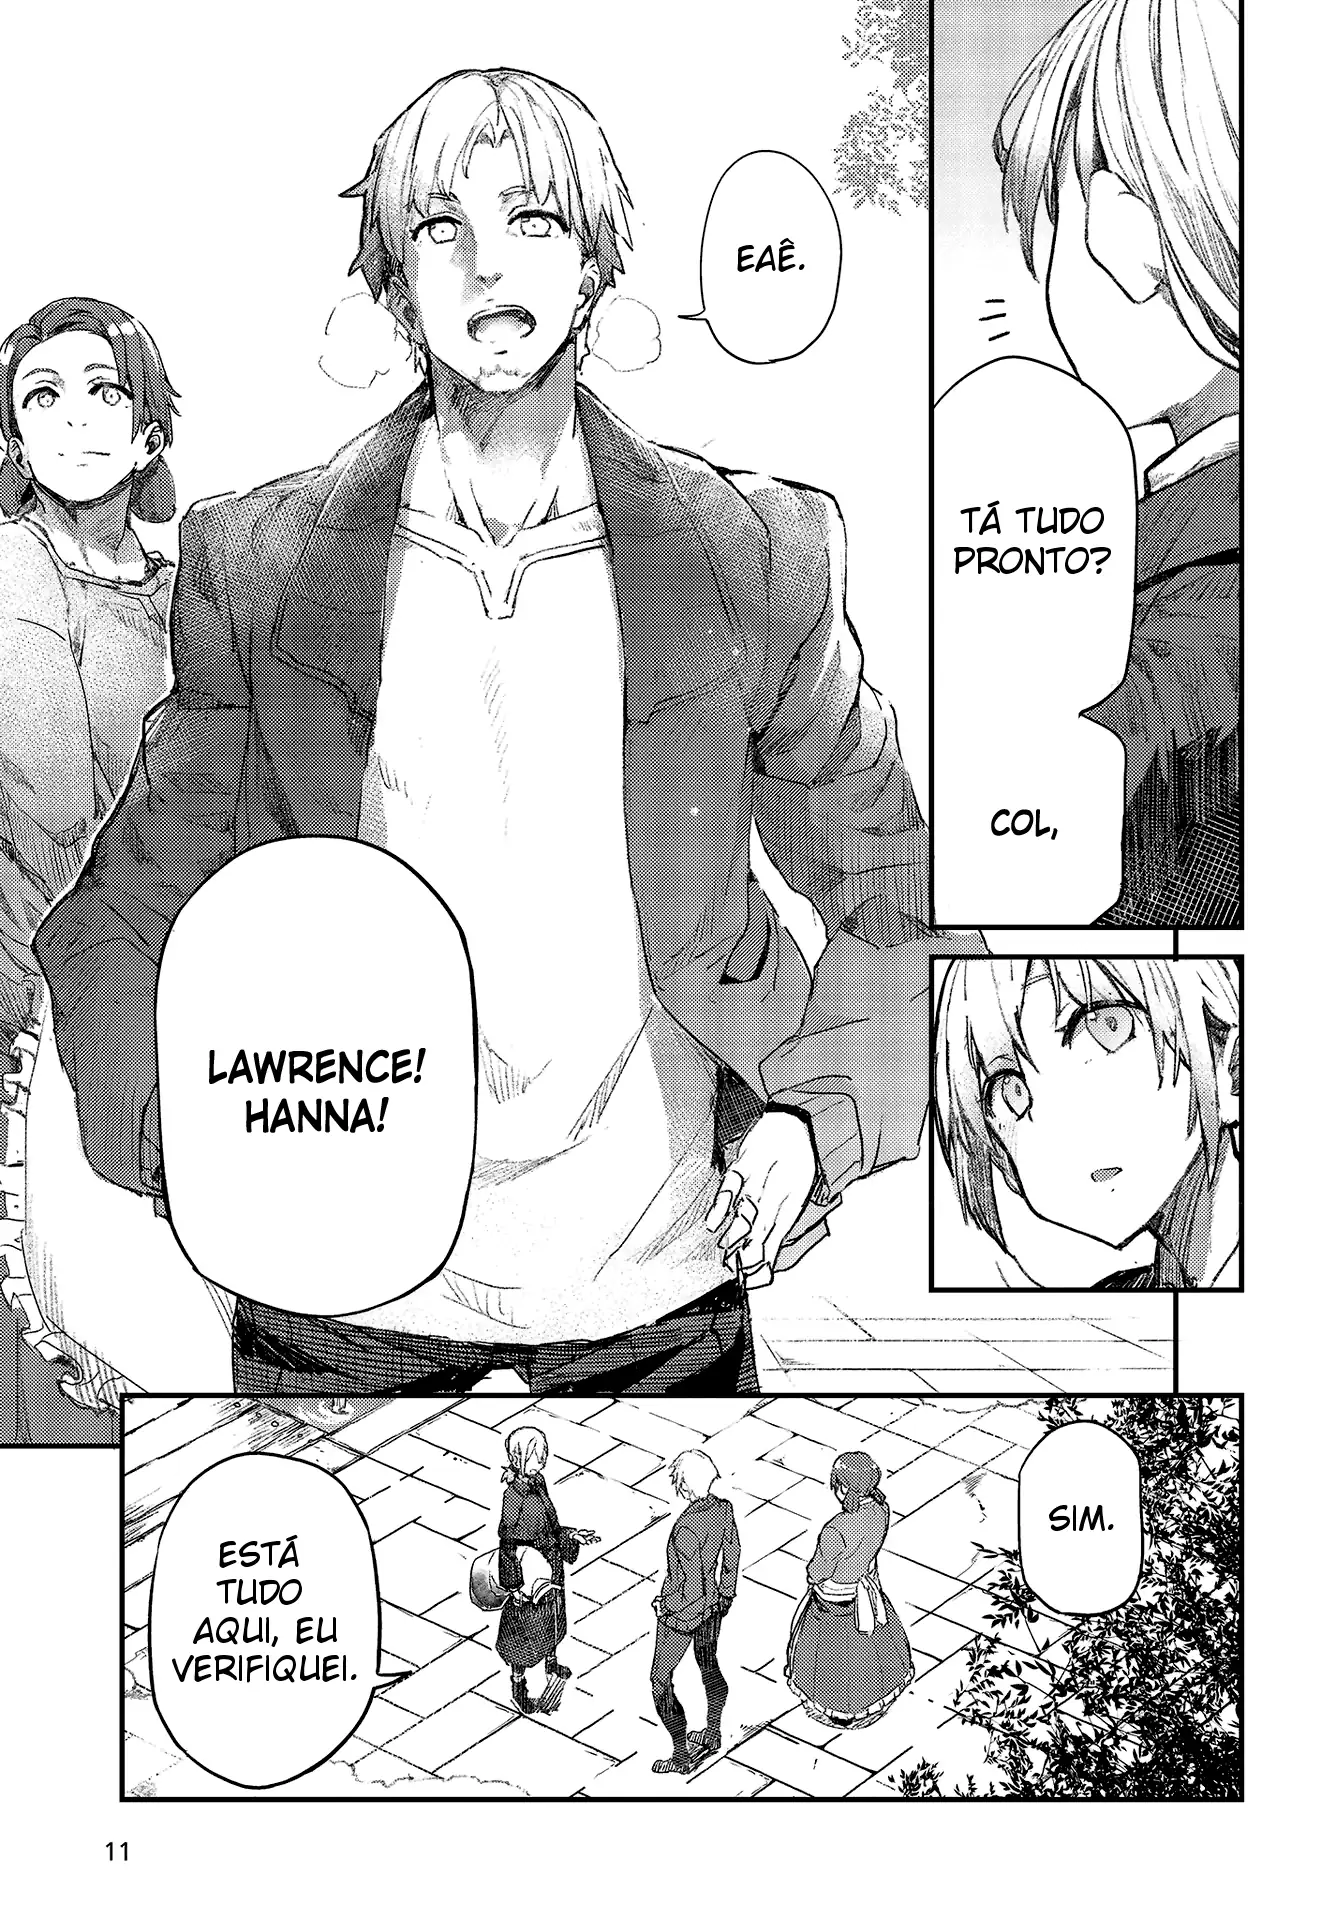 TÁ TUDO
PRONTO?
COL,
EAÊ.
LAWRENCE!
HANNA!
SIM.
ESTÁ
TUDO
AQUI, EU
VERIFIQUEI.
11